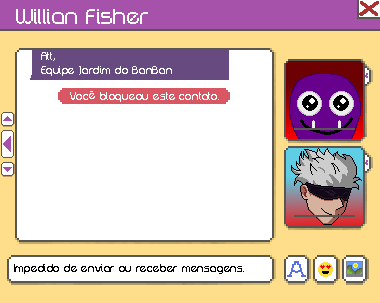 Willian Fisher
Att,
Equipe Jardim do BanBan
Você bloqueou este contato.
Impedido de enviar ou receber mensagens.
A